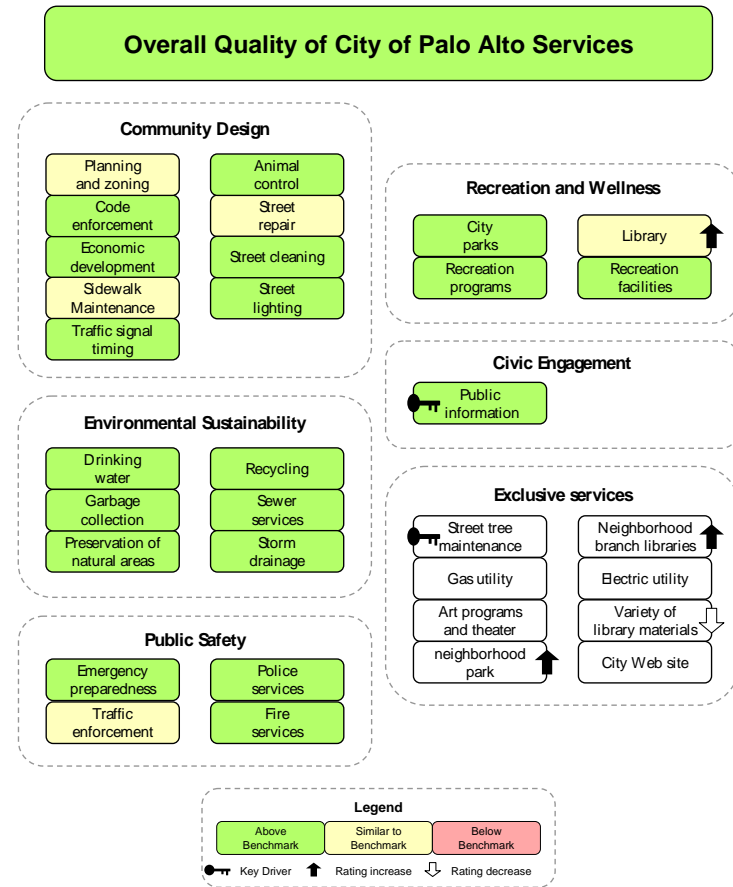 Overall Quality of City of Palo Alto Services
Community Design
Planning
and zoning
Code
enforcement
Economic
development
Sidewalk
Maintenance
Traffic signal
timing
Animal
control
Street
repair
Street cleaning
Street
lighting
Environmental Sustainability
Drinking
water
Garbage
collection
Preservation of
natural areas
Recycling
Sewer
services
Storm
drainage
Public Safety
Emergency
preparedness
Traffic
enforcement
Police
services
Fire
services
Recreation and Wellness
City
parks
Recreation
programs
Library
Recreation
facilities
Civic Engagement
Public
information
Exclusive services
Street tree
maintenance
Gas utility
Art programs
and theater
neighborhood
park
Neighborhood
branch libraries
Electric utility
Variety of
library materials
City Web site
Legend
Above
Benchmark
Similar to
Benchmark
Below
Benchmark
Key Driver
Rating increase
Rating decrease